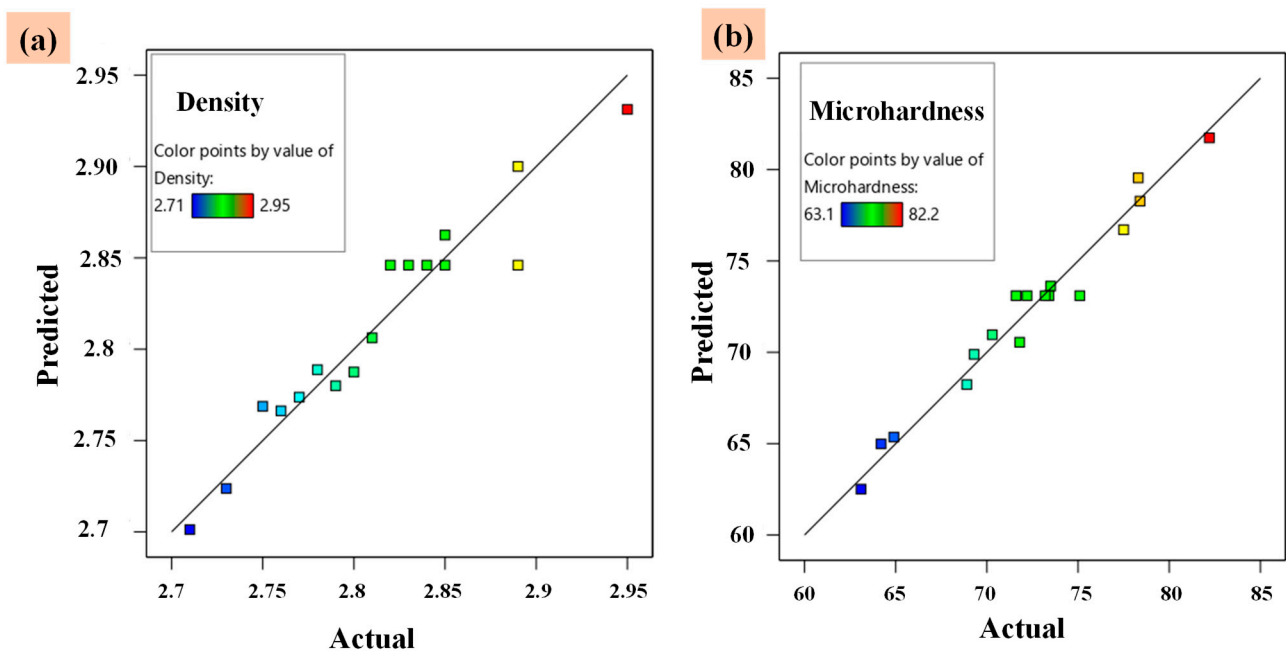 (a)
Density
Color points by value of
Density:
2.71 2.95
2.95
2.90
2.85
2.8
2.75
2.7
Predicted
2.7 2.75 2.8 2.85 2.9 2.95
Actual
(b)
Microhardness
Color points by value of
Microhardness:
63.1 82.2
85
80
75
70
65
60
Predicted
60 65 70 75 80 85
Actual